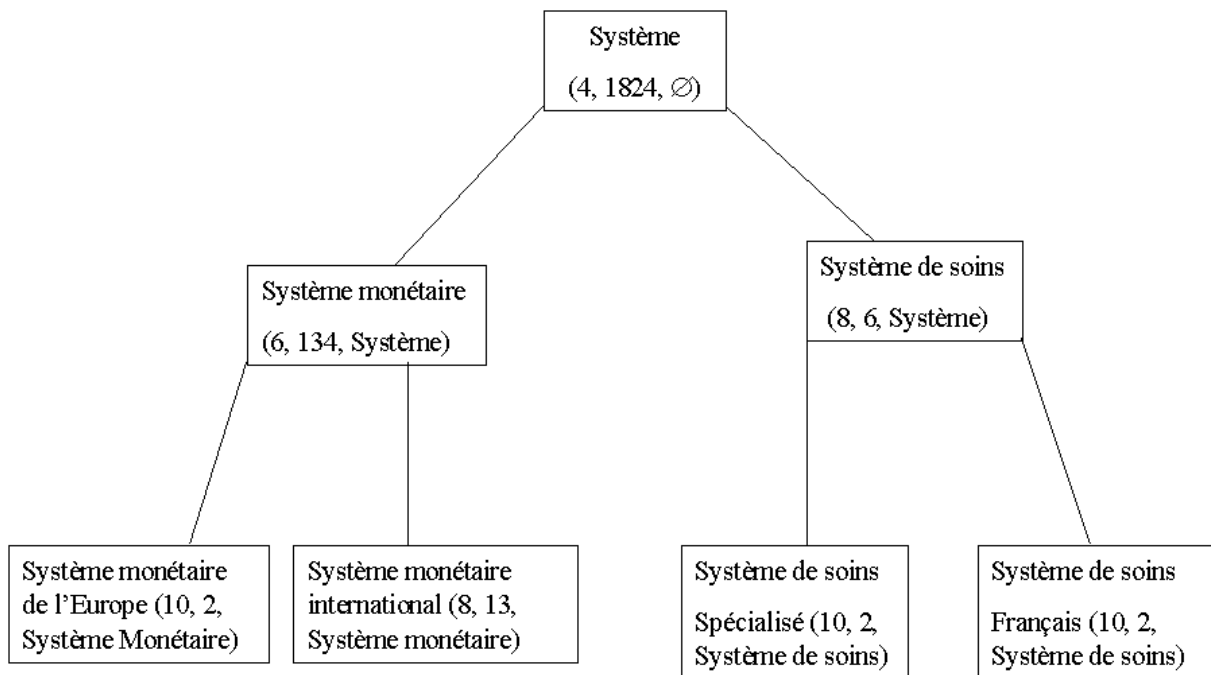 Système
(4, 1824, ∅)
Système monétaire
(6, 134, Système)
Système de soins
(8, 6, Système)
Système monétaire
de l’Europe (10, 2,
Système Monétaire)
Système monétaire
international (8, 13,
Système monétaire)
Système de soins
Spécialisé (10, 2,
Système de soins)
Système de soins
Français (10, 2,
Système de soins)